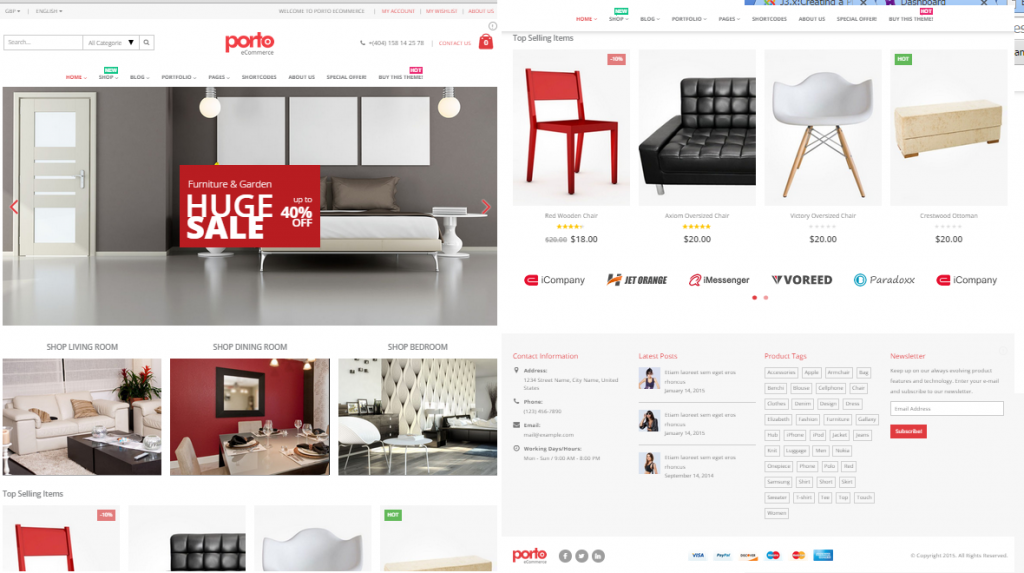 GBP
ENGLISH
WELCOME TO PORTO ECOMMERCE | MY ACCOUNT | MY WISHLIST | ABOUT US
Search...
All Categorie
porto
eCommerce
+(404) 158 14 25 78 | CONTACT US
0
NEW
HOT
HOME SHOP BLOG PORTFOLIO PAGES SHORTCODES ABOUT US SPECIAL OFFER! BUY THIS THEME!
Furniture & Garden
HUGE
SALE
up to
40%
OFF
SHOP LIVING ROOM
SHOP DINING ROOM
SHOP BEDROOM
Top Selling Items
-10%
HOT
Dashboard
NEW
HOT
HOME SHOP BLOG PORTFOLIO PAGES SHORTCODES ABOUT US SPECIAL OFFER! BUY THIS THEME!
Top Selling Items
-10%
HOT
Red Wooden Chair
$20.00 $18.00
Axiom Oversized Chair
$20.00
Victory Oversized Chair
$20.00
Crestwood Ottoman
$20.00
iCompany
JET ORANGE
iMessenger
VOREED
Paradoxx
iCompany
Contact Information
Address:
1234 Street Name, City Name, United
States
Phone:
(123) 456-7890
Email:
mail@example.com
Working Days/Hours:
Mon - Sun / 9:00 AM - 8:00 PM
Latest Posts
Etiam laoreet sem eget eros
rhoncus
January 14, 2015
Etiam laoreet sem eget eros
rhoncus
January 14, 2015
Etiam laoreet sem eget eros
rhoncus
September 14, 2014
Product Tags
Accessories Apple Armchair Bag
Bench Blouse Cellphone Chair
Clothes Denim Design Dress
Elizabeth Fashion Furniture Gallaxy
Hub iPhone iPod Jacket Jeans
Knit Luggage Men Nokia
Onepiece Phone Polo Red
Samsung Shirt Short Skirt
Sweater T-shirt Tee Top Touch
Women
Newsletter
Keep up on our always evolving product
features and technology. Enter your e-mail
and subscribe to our newsletter.
Email Address
Subscribe!
porto
eCommerce
VISA PayPal
© Copyright 2015. All Rights Reserved.